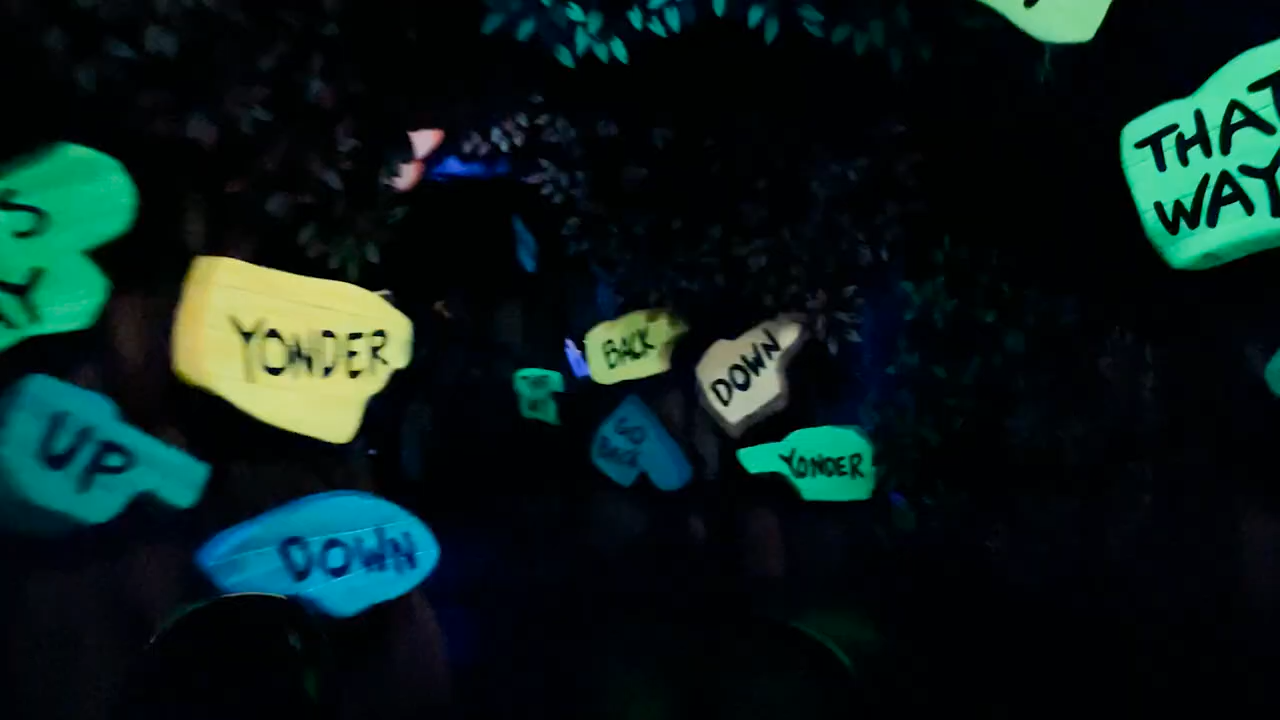 THAT
WAY
YONDER
BACK
DOWN
UP
YONDER
DOWN